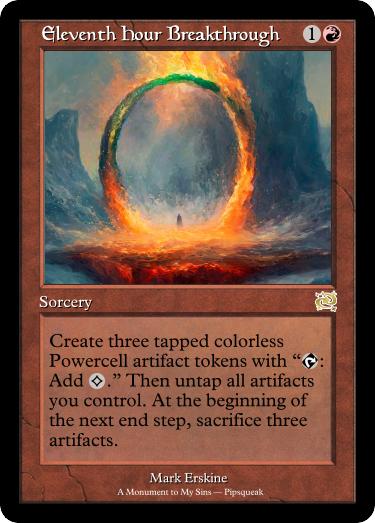 Eleventh Hour Breakthrough 1
Sorcery
Create three tapped colorless
Powercell artifact tokens with “:
Add .” Then untap all artifacts
you control. At the beginning of
the next end step, sacrifice three
artifacts.
Mark Erskine
A Monument to My Sins — Pipsqueak